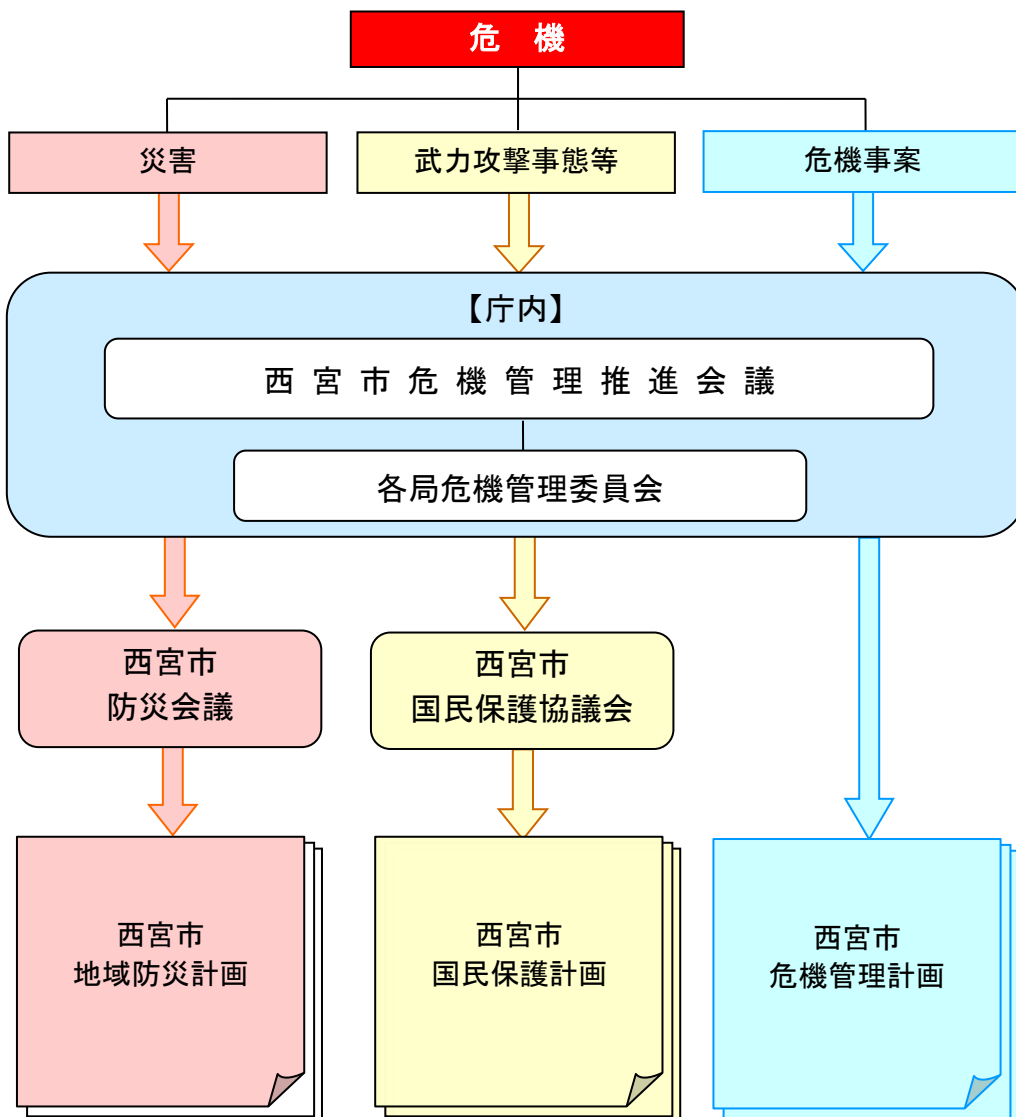 危　機
災害
武力攻撃事態等
危機事案
【庁内】
西 宮 市 危 機 管 理 推 進 会 議
各局危機管理委員会
西宮市
防災会議
西宮市
国民保護協議会
西宮市
地域防災計画
西宮市
国民保護計画
西宮市
危機管理計画